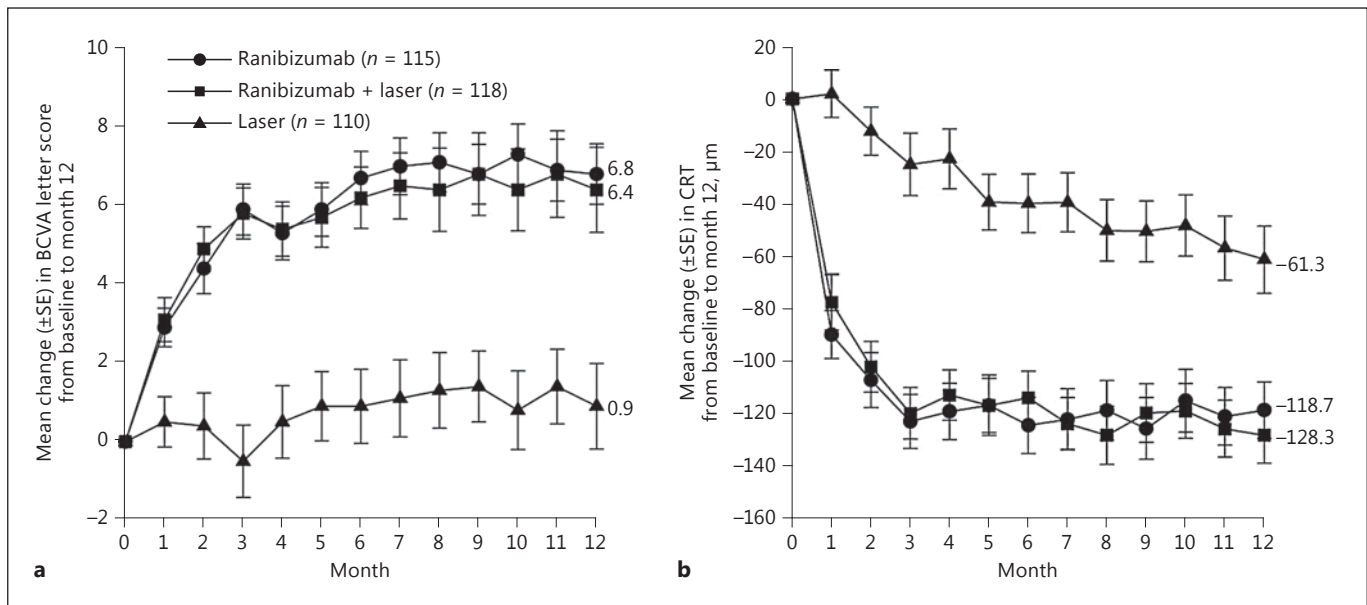 Mean change (±SE) in BCVA letter score
from baseline to month 12
10
8
6
4
2
0
–2
Ranibizumab (n = 115)
Ranibizumab + laser (n = 118)
Laser (n = 110)
6.8
6.4
0.9
0 1 2 3 4 5 6 7 8 9 10 11 12
Month
a
Mean change (±SE) in CRT
from baseline to month 12, µm
20
0
–20
–40
–60
–80
–100
–120
–140
–160
–61.3
–118.7
–128.3
0 1 2 3 4 5 6 7 8 9 10 11 12
Month
b